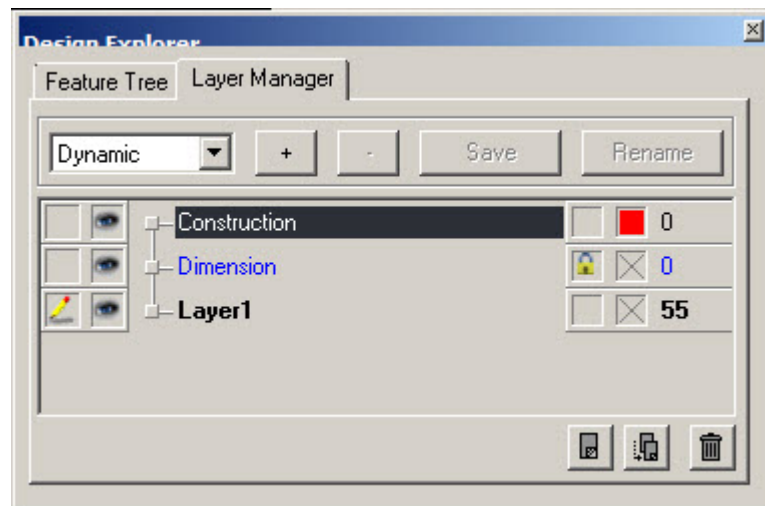 Design Explorer
Feature Tree Layer Manager
Dynamic + - Save Rename
Construction 0
Dimension 0
Layer1 55